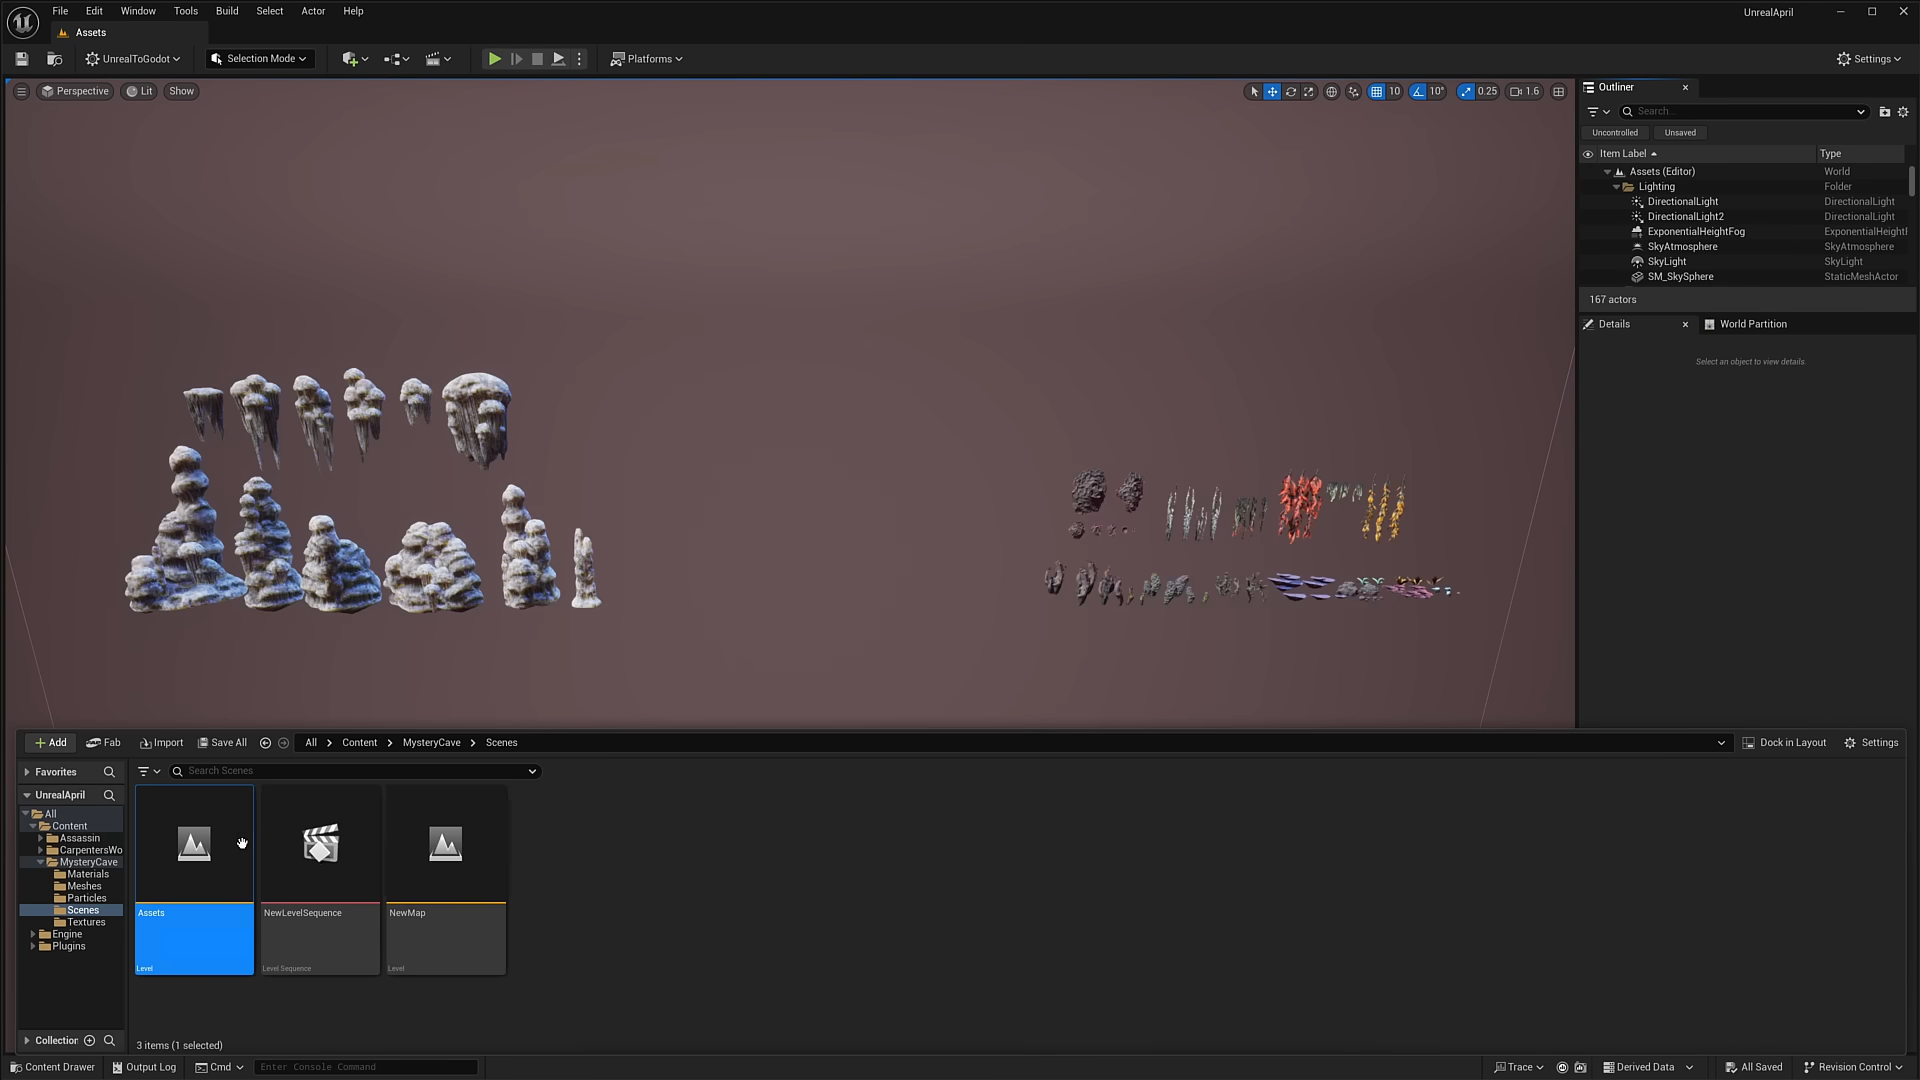 File Edit Window Tools Build Select Actor Help
UnrealApril
Assets
UnrealToGodot
Selection Mode
Platforms
Settings
Perspective
Lit
Show
10
10°
0.25
1.6
Outliner
Search...
Uncontrolled
Unsaved
Item Label
Type
Assets (Editor) World
Lighting Folder
DirectionalLight DirectionalLight
DirectionalLight2 DirectionalLight
ExponentialHeightFog ExponentialHeightF
SkyAtmosphere SkyAtmosphere
SkyLight SkyLight
SM_SkySphere StaticMeshActor
167 actors
Details
World Partition
Select an object to view details.
Add
Fab
Import
Save All
All
Content
MysteryCave
Scenes
Dock in Layout
Settings
Favorites
Search Scenes
UnrealApril
All
Content
Assassin
CarpentersWo
MysteryCave
Materials
Meshes
Particles
Scenes
Textures
Engine
Plugins
Assets
Level
NewLevelSequence
Level Sequence
NewMap
Level
Collection
3 items (1 selected)
Content Drawer
Output Log
Cmd
Enter Console Command
Trace
Derived Data
All Saved
Revision Control